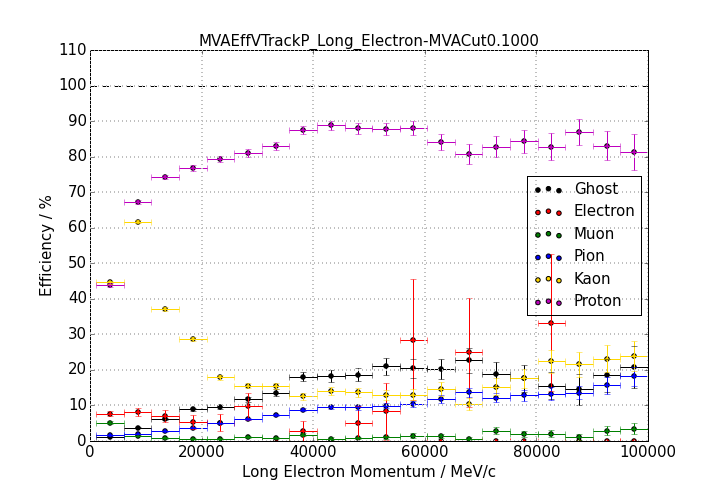 MVAEffVTrackP_Long_Electron-MVACut0.1000
110
100
90
80
70
60
50
40
30
20
10
0
Efficiency / %
Ghost
Electron
Muon
Pion
Kaon
Proton
0 20000 40000 60000 80000 100000
Long Electron Momentum / MeV/c